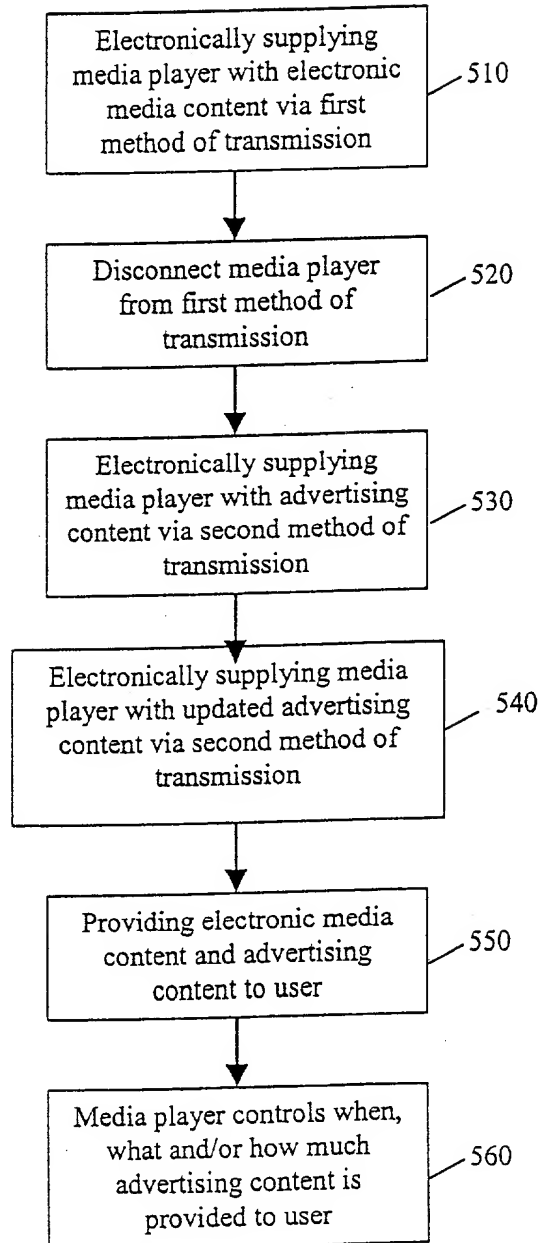 Electronically supplying
media player with electronic
media content via first
method of transmission
510
Disconnect media player
from first method of
transmission
520
Electronically supplying
media player with advertising
content via second method of
transmission
530
Electronically supplying media
player with updated advertising
content via second method of
transmission
540
Providing electronic media
content and advertising
content to user
550
Media player controls when,
what and/or how much
advertising content is
provided to user
560